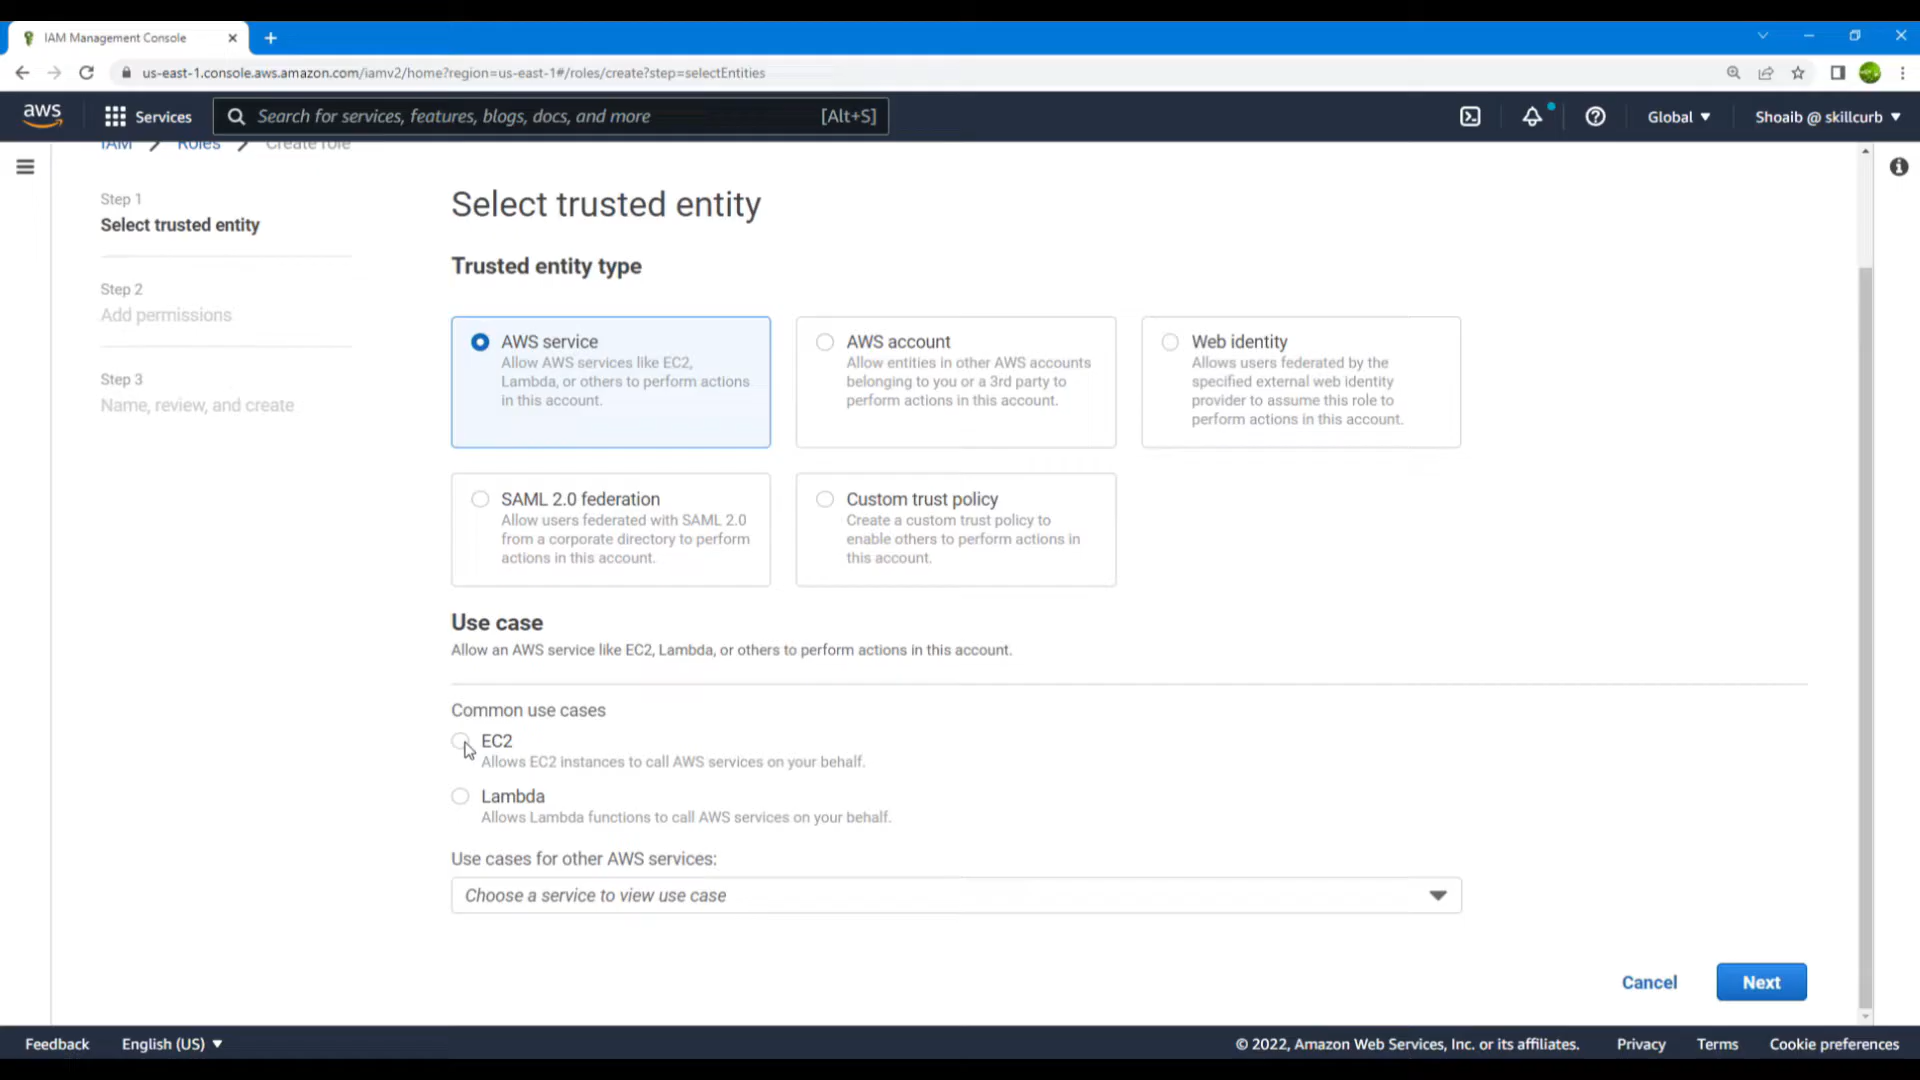 IAM Management Console
us-east-1.console.aws.amazon.com/iamv2/home?region=us-east-1#/roles/create?step=selectEntities
aws
Services
Search for services, features, blogs, docs, and more
[Alt+S]
Global
Shoaib @ skillcurb
IAM
Roles
Create role
Step 1
Select trusted entity
Step 2
Add permissions
Step 3
Name, review, and create
Select trusted entity
Trusted entity type
AWS service
Allow AWS services like EC2,
Lambda, or others to perform actions
in this account.
AWS account
Allow entities in other AWS accounts
belonging to you or a 3rd party to
perform actions in this account.
Web identity
Allows users federated by the
specified external web identity
provider to assume this role to
perform actions in this account.
SAML 2.0 federation
Allow users federated with SAML 2.0
from a corporate directory to perform
actions in this account.
Custom trust policy
Create a custom trust policy to
enable others to perform actions in
this account.
Use case
Allow an AWS service like EC2, Lambda, or others to perform actions in this account.
Common use cases
EC2
Allows EC2 instances to call AWS services on your behalf.
Lambda
Allows Lambda functions to call AWS services on your behalf.
Use cases for other AWS services:
Choose a service to view use case
Cancel
Next
Feedback
English (US)
© 2022, Amazon Web Services, Inc. or its affiliates.
Privacy
Terms
Cookie preferences